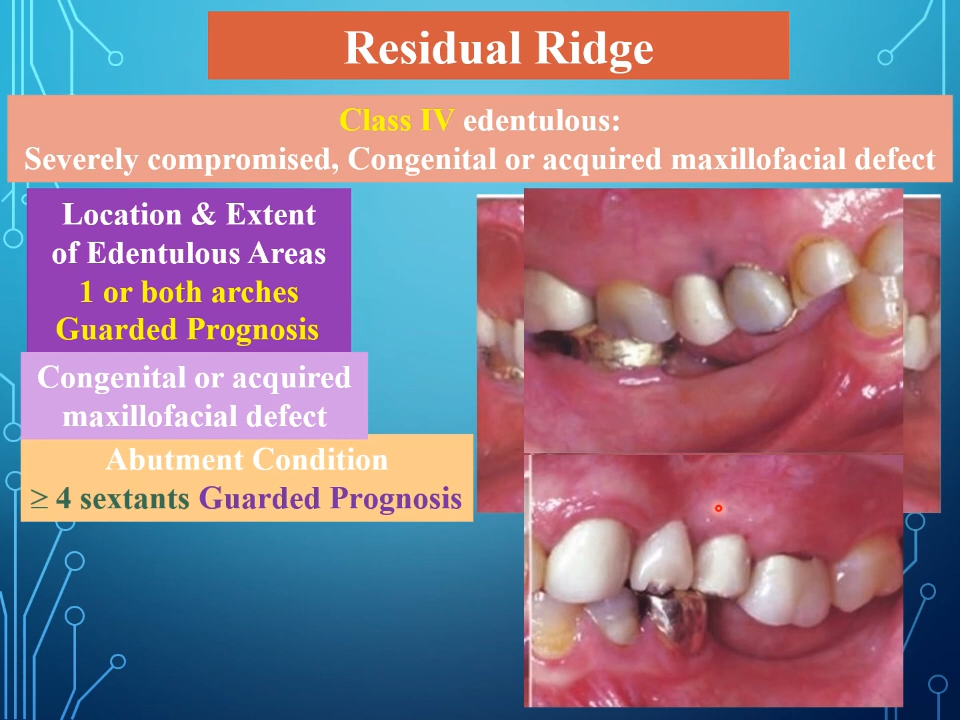 Residual Ridge
Class IV edentulous:
Severely compromised, Congenital or acquired maxillofacial defect
Location & Extent
of Edentulous Areas
1 or both arches
Guarded Prognosis
Congenital or acquired
maxillofacial defect
Abutment Condition
≥ 4 sextants Guarded Prognosis